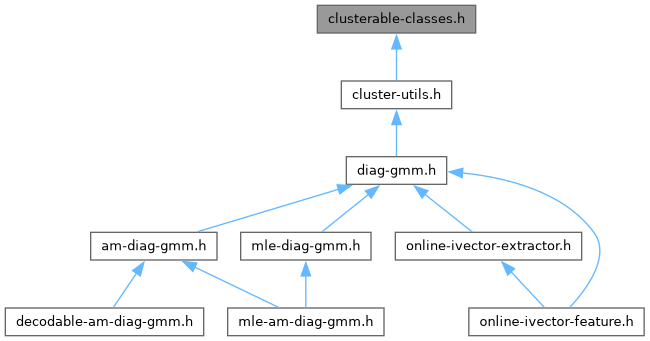 clusterable-classes.h
cluster-utils.h
diag-gmm.h
am-diag-gmm.h
mle-diag-gmm.h
online-ivector-extractor.h
decodable-am-diag-gmm.h
mle-am-diag-gmm.h
online-ivector-feature.h